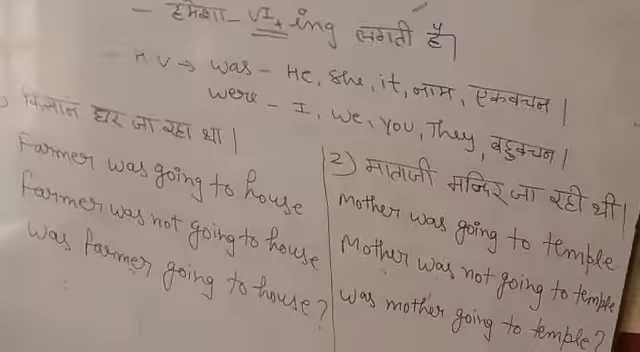 - हमेशा - VI + ing लगती है|
- H.V → was - He, she, it, नाम, एकवचन|
were - I, we, you, They, बहुवचन|
किसान घर जा रहा था|
Farmer was going to house
Farmer was not going to house
was farmer going to house?
2) माताजी मन्दिर जा रही थी|
Mother was going to temple
Mother was not going to temple
was mother going to temple?